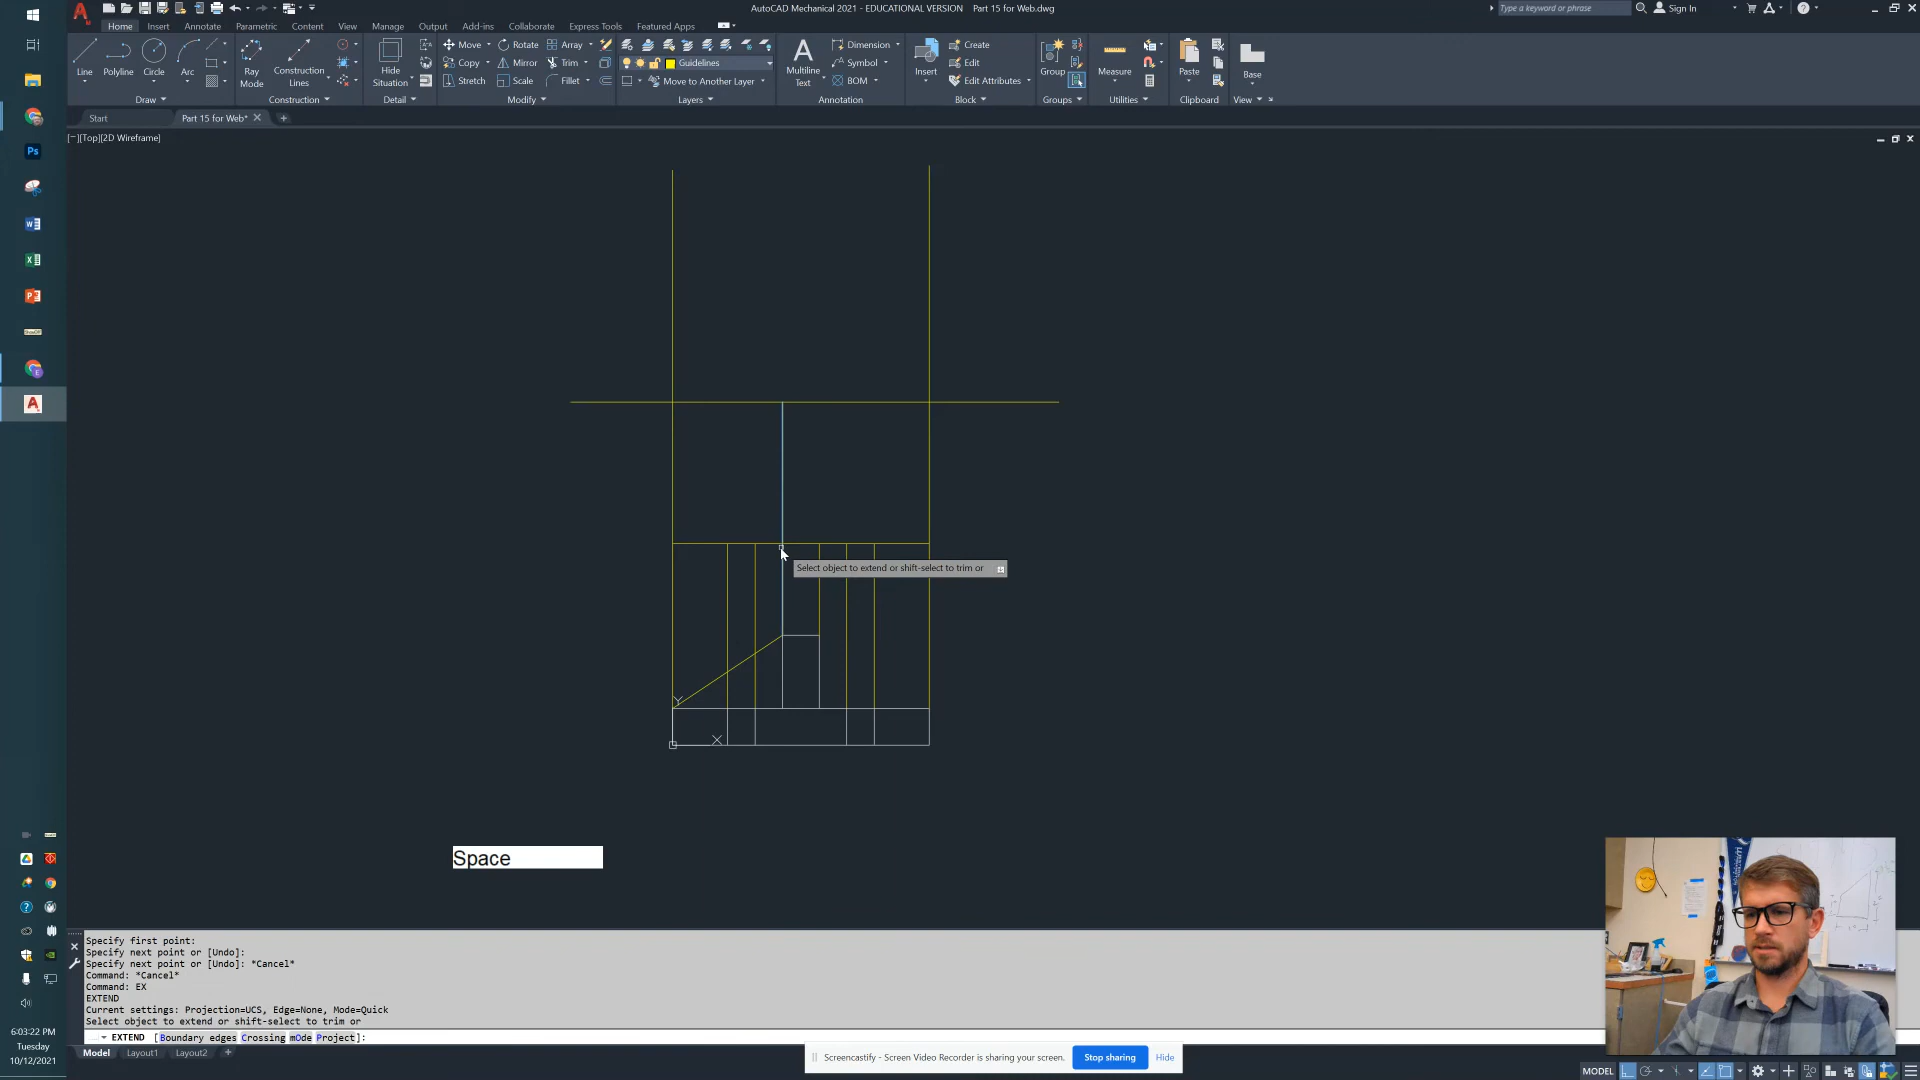 AutoCAD Mechanical 2021 - EDUCATIONAL VERSION Part 15 for Web.dwg
Type a keyword or phrase
Sign In
Home Insert Annotate Parametric Content View Manage Output Add-ins Collaborate Express Tools Featured Apps
Line Polyline Circle Arc
Ray Mode
Construction Lines
Hide Situation
Move Rotate Array
Copy Mirror Trim
Stretch Scale Fillet
Guidelines
Move to Another Layer
Multiline Text
Dimension
Symbol
BOM
Insert
Create
Edit
Edit Attributes
Group
Measure
Paste
Base
Draw Construction Detail Modify Layers Annotation Block Groups Utilities Clipboard View
Start
Part 15 for Web*
[−][Top][2D Wireframe]
Ps
Select object to extend or shift-select to trim or
Y
X
Space
Specify first point:
Specify next point or [Undo]:
Specify next point or [Undo]: *Cancel*
Command: *Cancel*
Command: EX
EXTEND
Current settings: Projection=UCS, Edge=None, Mode=Quick
Select object to extend or shift-select to trim or
EXTEND [Boundary edges Crossing mOde Project]:
Model Layout1 Layout2
6:03:22 PM
Tuesday
10/12/2021
Screencastify - Screen Video Recorder is sharing your screen.
Stop sharing
Hide
MODEL